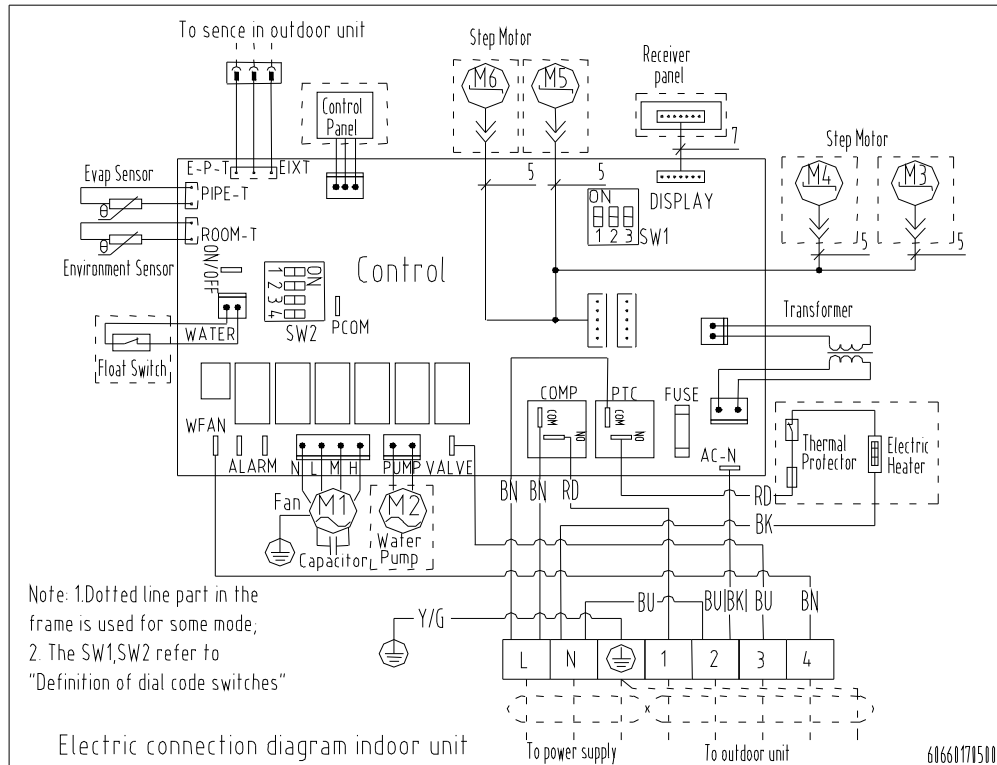 To sence in outdoor unit
Step Motor
M6
M5
Receiver
panel
7
Control
Panel
Step Motor
M4
M3
5
5
5
5
E-P-T
EIXT
Evap Sensor
θ
PIPE-T
ROOM-T
θ
Environment Sensor
DISPLAY
ON
1 2 3
SW1
ON/OFF
ON
1
2
3
4
SW2
PCOM
Control
WATER
Float Switch
Transformer
COMP
PTC
FUSE
COM
NO
COM
NO
WFAN
ALARM
N L M H
PUMP
VALVE
AC-N
Thermal
Protector
Electric
Heater
BN
BN
RD
RD
BK
Fan
M1
Capacitor
M2
Water
Pump
BU
BU
BK
BU
BN
Y/G
L
N
1
2
3
4
Note: 1.Dotted line part in the
frame is used for some mode;
2. The SW1,SW2 refer to
"Definition of dial code switches"
Electric connection diagram indoor unit
To power supply
To outdoor unit
60660170500